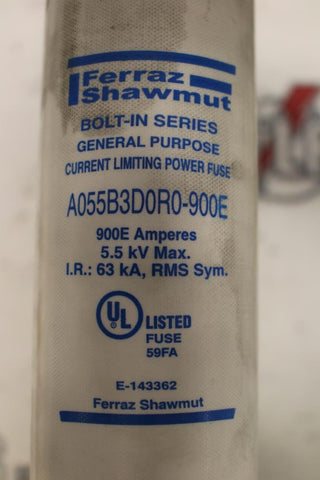 Ferraz
Shawmut
BOLT-IN SERIES
GENERAL PURPOSE
CURRENT LIMITING POWER FUSE
A055B3D0R0-900E
900E Amperes
5.5 kV Max.
I.R.: 63 kA, RMS Sym.
UL LISTED
FUSE
59FA
E-143362
Ferraz Shawmut